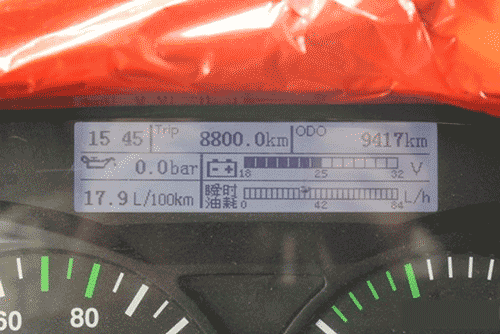 15 45 Trip 8800.0km ODO 9417km
0.0bar 18 25 32 V
17.9 L/100km 瞬时油耗 0 42 84 L/h
60 80